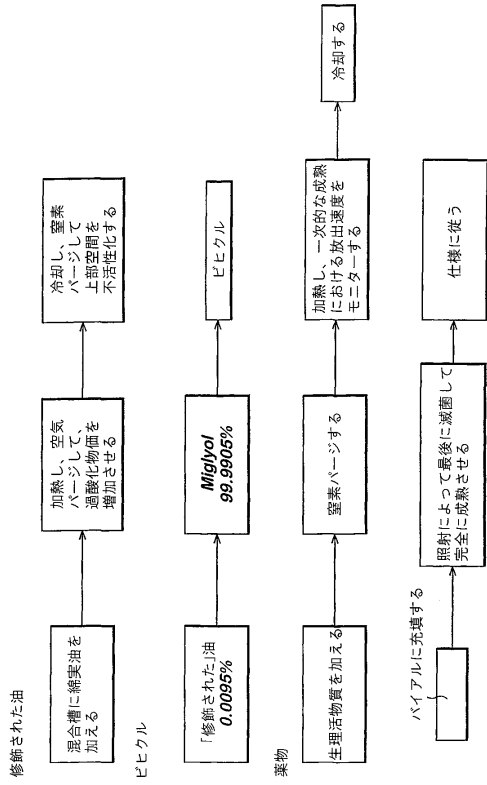 修飾された油
混合槽に綿実油を
加える
加熱し、空気
パージして、
過酸化物価を
増加させる
冷却し、窒素
パージして
上部空間を
不活性化する
ビヒクル
「修飾された」油
0.0095%
Miglyol
99.9905%
ビヒクル
薬物
生理活物質を加える
窒素パージする
加熱し、一次的な成熟
における放出速度を
モニターする
冷却する
バイアルに充填する
照射によって最後に滅菌して
完全に成熟させる
仕様に従う